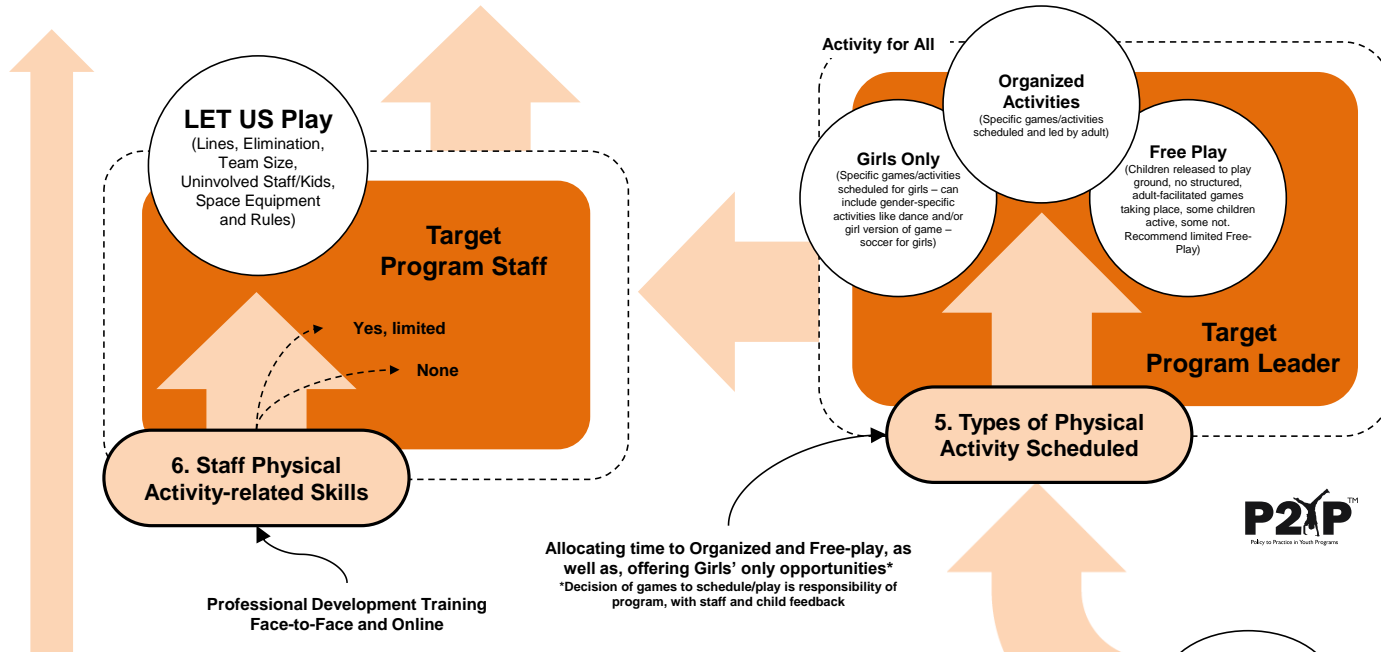 LET US Play
(Lines, Elimination,
Team Size,
Uninvolved Staff/Kids,
Space Equipment
and Rules)
Target
Program Staff
Yes, limited
None
6. Staff Physical
Activity-related Skills
Professional Development Training
Face-to-Face and Online
Activity for All
Organized
Activities
(Specific games/activities
scheduled and led by adult)
Girls Only
(Specific games/activities
scheduled for girls – can
include gender-specific
activities like dance and/or
girl version of game –
soccer for girls)
Free Play
(Children released to play
ground, no structured,
adult-facilitated games
taking place, some children
active, some not.
Recommend limited Free-
Play)
Target
Program Leader
5. Types of Physical
Activity Scheduled
Allocating time to Organized and Free-play, as
well as, offering Girls' only opportunities*
*Decision of games to schedule/play is responsibility of
program, with staff and child feedback
P2YP™
Policy to Practice in Youth Programs